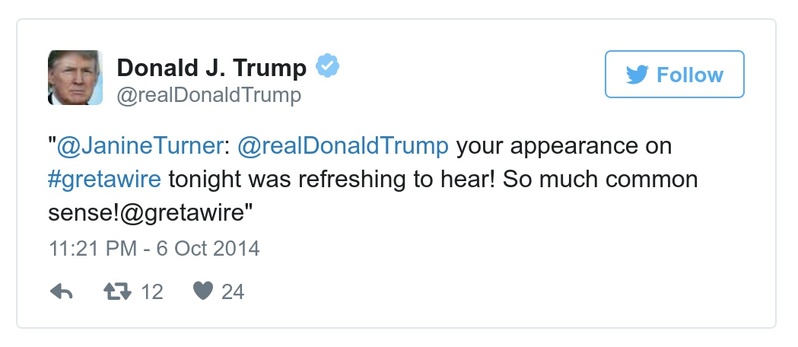 Donald J. Trump
@realDonaldTrump
Follow
"@JanineTurner: @realDonaldTrump your appearance on
#gretawire tonight was refreshing to hear! So much common
sense!@gretawire"
11:21 PM - 6 Oct 2014
12 24